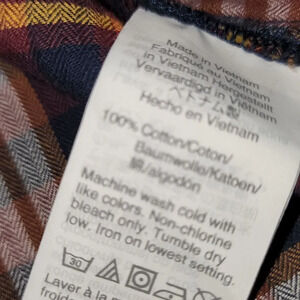 Made in Vietnam
Fabriqué au Vietnam
in Vietnam Hergestellt
Vervaardigd in Vietnam
ベトナム製
Hecho en Vietnam
100% Cotton/Coton/
Baumwolle/Katoen/
綿/algodón
Machine wash cold with
like colors. Non-chlorine
bleach only. Tumble dry
low. Iron on lowest setting.
30
Laver à la
froide